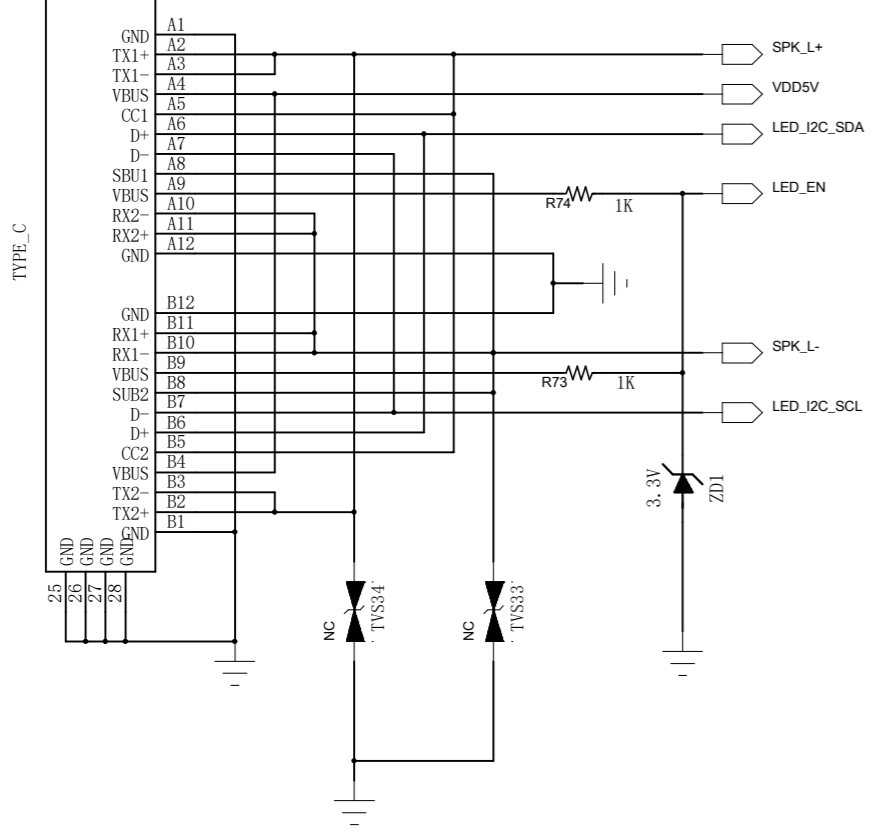 TYPE_C
GND A1
TX1+ A2
TX1- A3
VBUS A4
CC1 A5
D+ A6
D- A7
SBU1 A8
VBUS A9
RX2- A10
RX2+ A11
GND A12
GND B12
RX1+ B11
RX1- B10
VBUS B9
SUB2 B8
D- B7
D+ B6
CC2 B5
VBUS B4
TX2- B3
TX2+ B2
GND B1
GND 25
GND 26
GND 27
GND 28
SPK_L+
VDD5V
LED_I2C_SDA
LED_EN
R74 1K
SPK_L-
R73 1K
LED_I2C_SCL
3.3V
ZD1
NC
TVS34
NC
TVS33